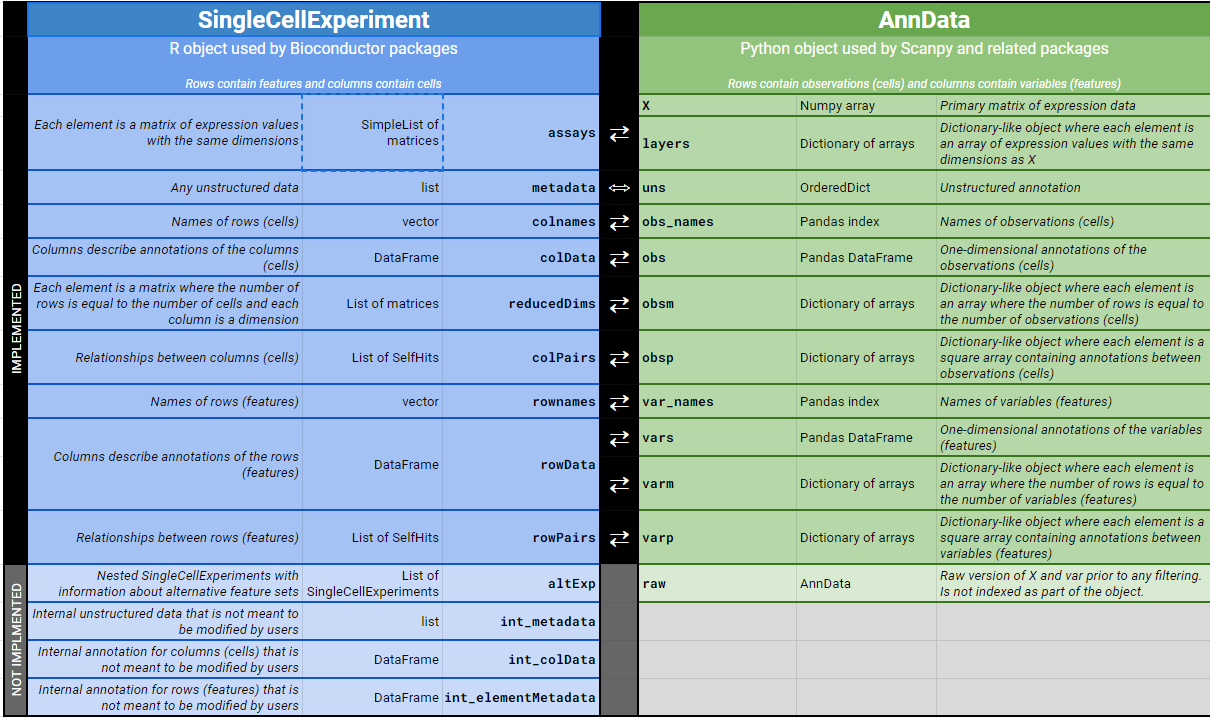 SingleCellExperiment
AnnData
R object used by Bioconductor packages
Python object used by Scanpy and related packages
Rows contain features and columns contain cells
Rows contain observations (cells) and columns contain variables (features)
IMPLEMENTED
Each element is a matrix of expression values
with the same dimensions
SimpleList of
matrices
assays
⇄
X
Numpy array
Primary matrix of expression data
layers
Dictionary of arrays
Dictionary-like object where each element is
an array of expression values with the same
dimensions as X
Any unstructured data
list
metadata
⇔
uns
OrderedDict
Unstructured annotation
Names of rows (cells)
vector
colnames
⇄
obs_names
Pandas index
Names of observations (cells)
Columns describe annotations of the columns
(cells)
DataFrame
colData
⇄
obs
Pandas DataFrame
One-dimensional annotations of the
observations (cells)
Each element is a matrix where the number of
rows is equal to the number of cells and each
column is a dimension
List of matrices
reducedDims
⇄
obsm
Dictionary of arrays
Dictionary-like object where each element is
an array where the number of rows is equal to
the number of observations (cells)
Relationships between columns (cells)
List of SelfHits
colPairs
⇄
obsp
Dictionary of arrays
Dictionary-like object where each element is a
square array containing annotations between
observations (cells)
Names of rows (features)
vector
rownames
⇄
var_names
Pandas index
Names of variables (features)
Columns describe annotations of the rows
(features)
DataFrame
rowData
⇄
vars
Pandas DataFrame
One-dimensional annotations of the variables
(features)
⇄
varm
Dictionary of arrays
Dictionary-like object where each element is
an array where the number of rows is equal to
the number of variables (features)
Relationships between rows (features)
List of SelfHits
rowPairs
⇄
varp
Dictionary of arrays
Dictionary-like object where each element is a
square array containing annotations between
variables (features)
NOT IMPLMENTED
Nested SingleCellExperiments with
information about alternative feature sets
List of
SingleCellExperiments
altExp
raw
AnnData
Raw version of X and var prior to any filtering.
Is not indexed as part of the object.
Internal unstructured data that is not meant to
be modified by users
list
int_metadata
Internal annotation for columns (cells) that is
not meant to be modified by users
DataFrame
int_colData
Internal annotation for rows (features) that is
not meant to be modified by users
DataFrame
int_elementMetadata